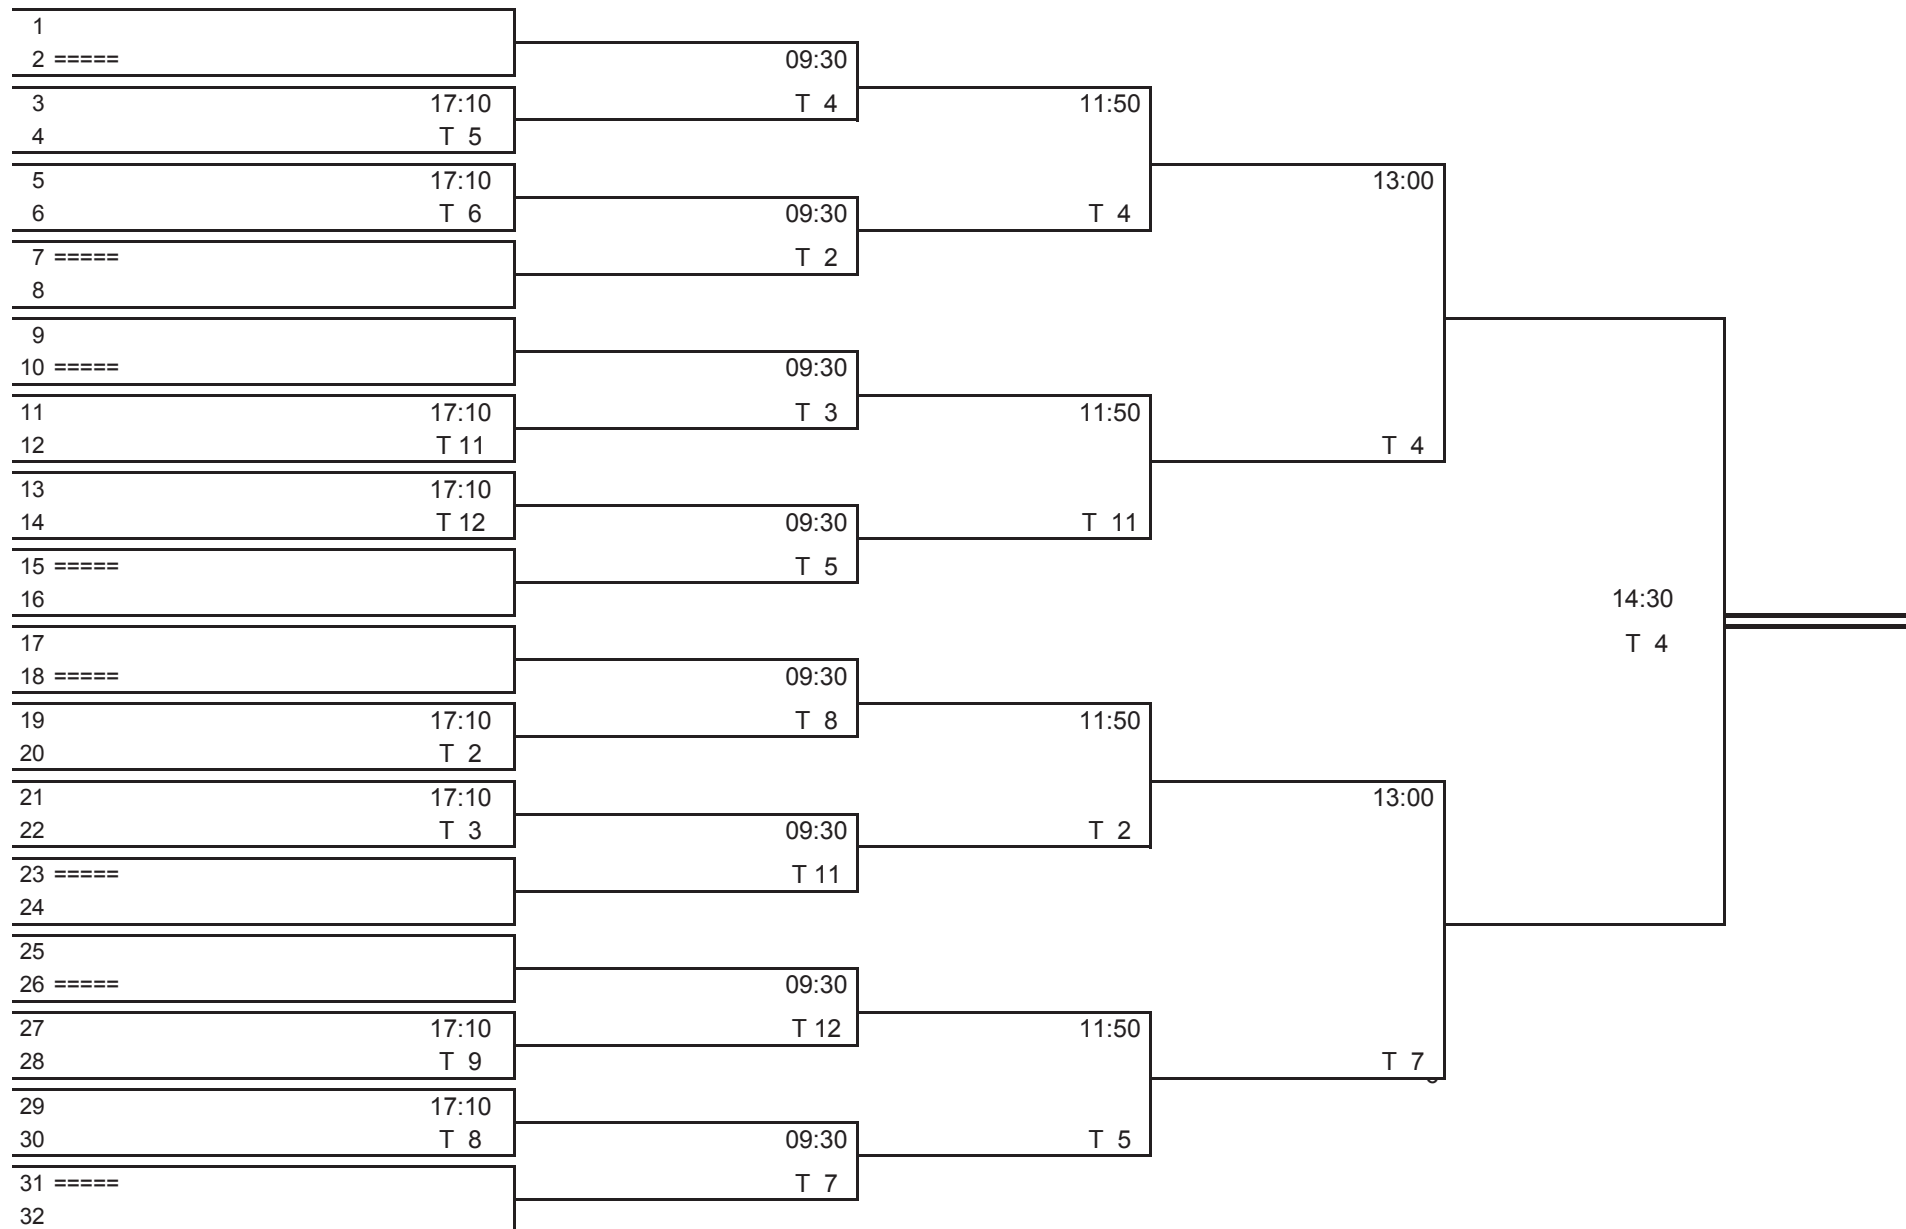 1
2 ===== 09:30
3 17:10 T 4 11:50
4 T 5
5 17:10 13:00
6 T 6 09:30 T 4
7 ===== T 2
8
9
10 ===== 09:30
11 17:10 T 3 11:50
12 T 11 T 4
13 17:10
14 T 12 09:30 T 11
15 ===== T 5
16 14:30
17 T 4
18 ===== 09:30
19 17:10 T 8 11:50
20 T 2
21 17:10 13:00
22 T 3 09:30 T 2
23 ===== T 11
24
25
26 ===== 09:30
27 17:10 T 12 11:50
28 T 9 T 7
29 17:10
30 T 8 09:30 T 5
31 ===== T 7
32